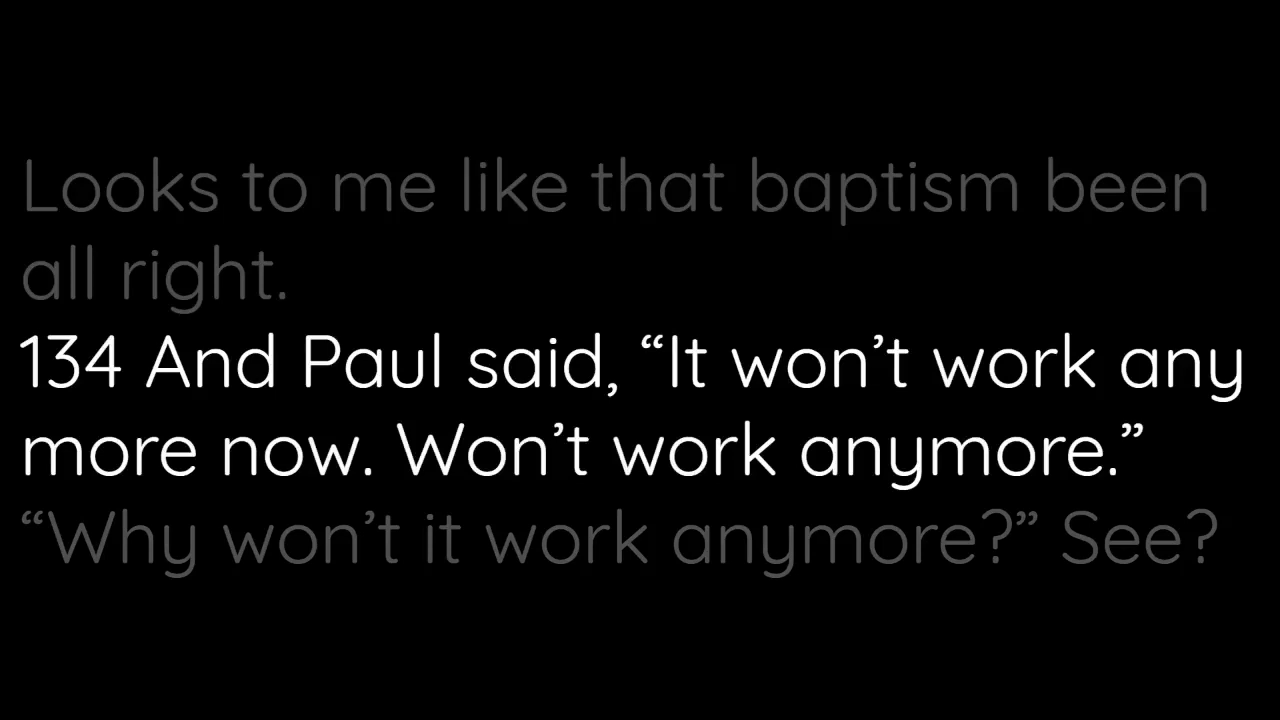 Looks to me like that baptism been
all right.
134 And Paul said, “It won’t work any
more now. Won’t work anymore.”
“Why won’t it work anymore?” See?